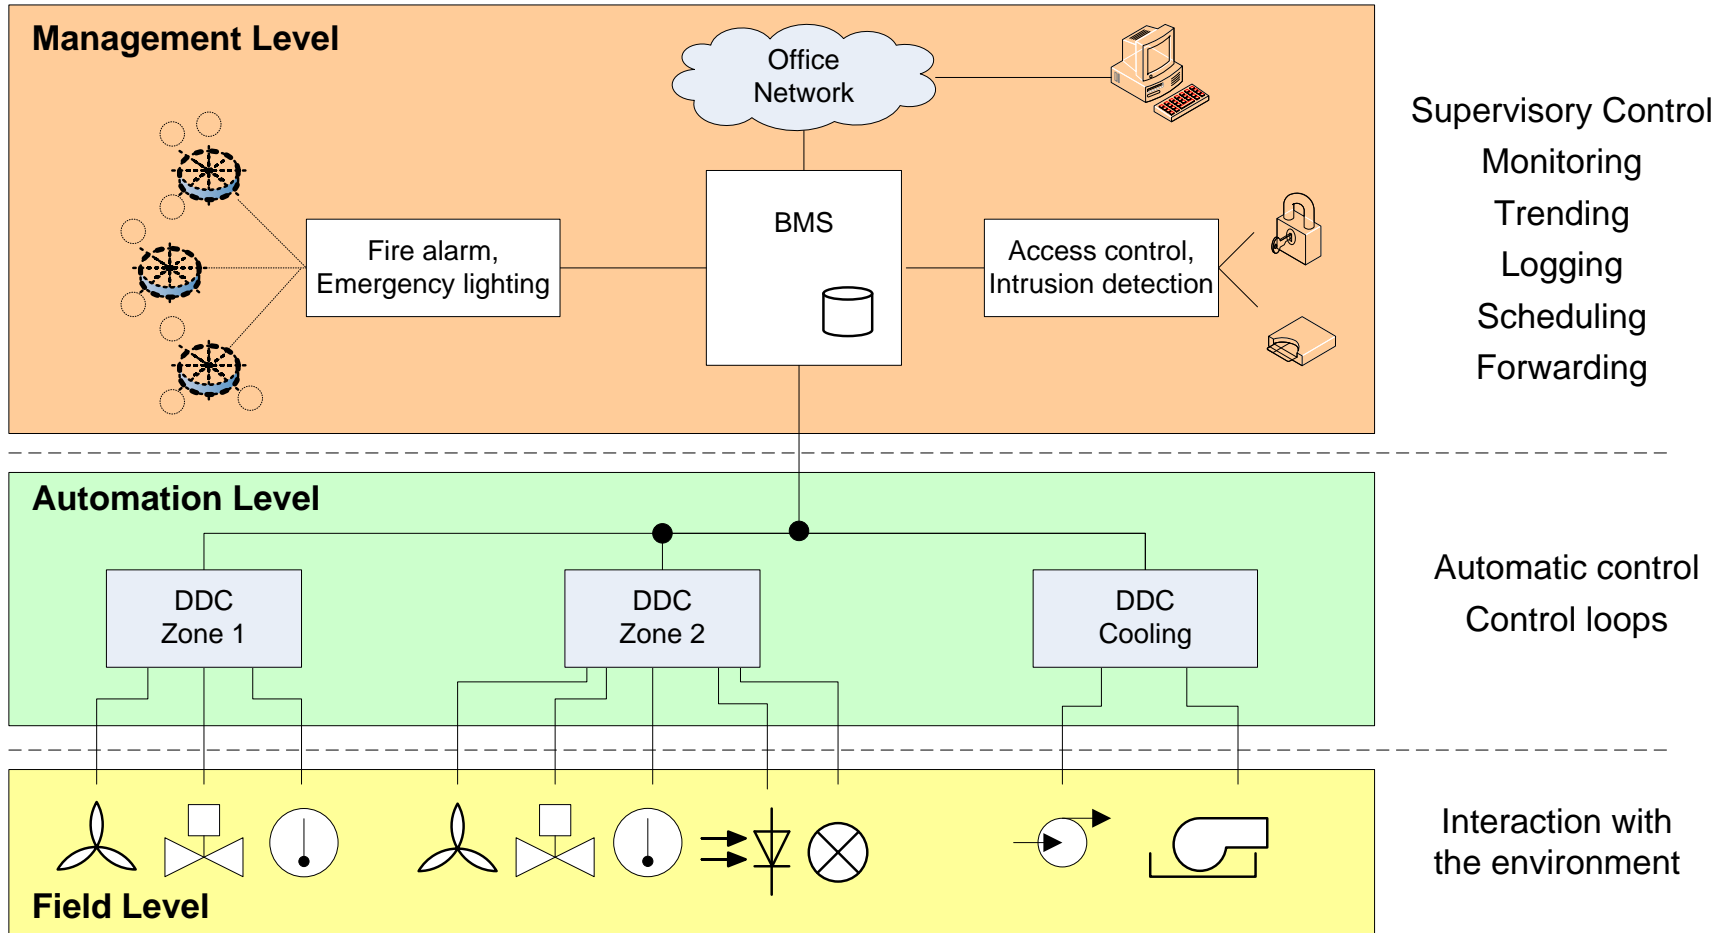 Management Level
Office
Network
Supervisory Control
Monitoring
Trending
Logging
Scheduling
Forwarding
BMS
Fire alarm,
Emergency lighting
Access control,
Intrusion detection
Automation Level
DDC
Zone 1
DDC
Zone 2
DDC
Cooling
Automatic control
Control loops
Interaction with
the environment
Field Level